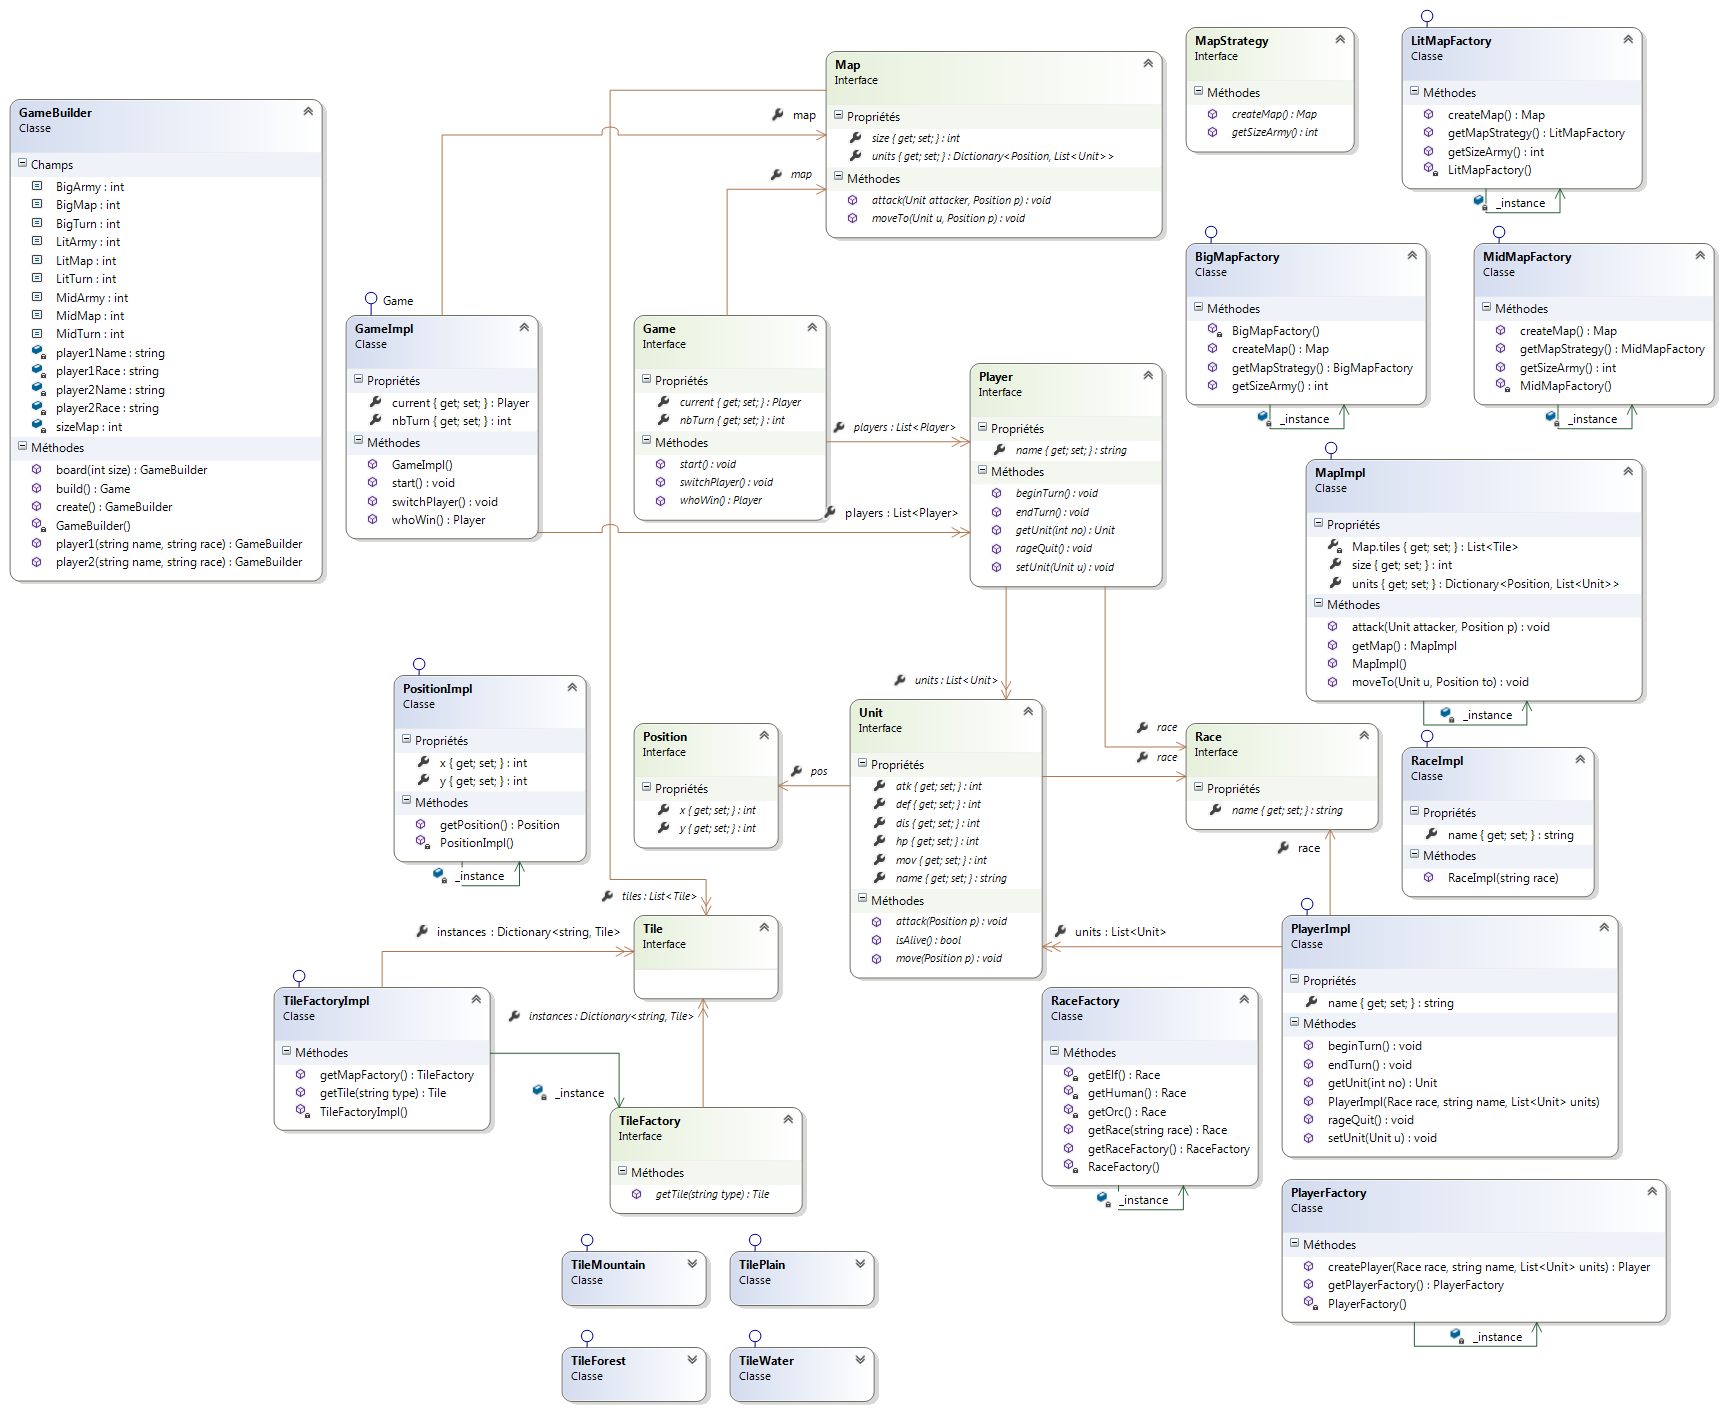 GameBuilder
Classe
Champs
BigArmy : int
BigMap : int
BigTurn : int
LitArmy : int
LitMap : int
LitTurn : int
MidArmy : int
MidMap : int
MidTurn : int
player1Name : string
player1Race : string
player2Name : string
player2Race : string
sizeMap : int
Méthodes
board(int size) : GameBuilder
build() : Game
create() : GameBuilder
GameBuilder()
player1(string name, string race) : GameBuilder
player2(string name, string race) : GameBuilder
Game
GameImpl
Classe
Propriétés
current { get; set; } : Player
nbTurn { get; set; } : int
Méthodes
GameImpl()
start() : void
switchPlayer() : void
whoWin() : Player
map
map
Map
Interface
Propriétés
size { get; set; } : int
units { get; set; } : Dictionary<Position, List<Unit>>
Méthodes
attack(Unit attacker, Position p) : void
moveTo(Unit u, Position p) : void
Game
Interface
Propriétés
current { get; set; } : Player
nbTurn { get; set; } : int
Méthodes
start() : void
switchPlayer() : void
whoWin() : Player
players : List<Player>
players : List<Player>
Player
Interface
Propriétés
name { get; set; } : string
Méthodes
beginTurn() : void
endTurn() : void
getUnit(int no) : Unit
rageQuit() : void
setUnit(Unit u) : void
MapStrategy
Interface
Méthodes
createMap() : Map
getSizeArmy() : int
LitMapFactory
Classe
Méthodes
createMap() : Map
getMapStrategy() : LitMapFactory
getSizeArmy() : int
LitMapFactory()
_instance
BigMapFactory
Classe
Méthodes
BigMapFactory()
createMap() : Map
getMapStrategy() : BigMapFactory
getSizeArmy() : int
_instance
MidMapFactory
Classe
Méthodes
createMap() : Map
getMapStrategy() : MidMapFactory
getSizeArmy() : int
MidMapFactory()
_instance
MapImpl
Classe
Propriétés
Map.tiles { get; set; } : List<Tile>
size { get; set; } : int
units { get; set; } : Dictionary<Position, List<Unit>>
Méthodes
attack(Unit attacker, Position p) : void
getMap() : MapImpl
MapImpl()
moveTo(Unit u, Position to) : void
_instance
PositionImpl
Classe
Propriétés
x { get; set; } : int
y { get; set; } : int
Méthodes
getPosition() : Position
PositionImpl()
_instance
Position
Interface
Propriétés
x { get; set; } : int
y { get; set; } : int
pos
units : List<Unit>
Unit
Interface
Propriétés
atk { get; set; } : int
def { get; set; } : int
dis { get; set; } : int
hp { get; set; } : int
mov { get; set; } : int
name { get; set; } : string
Méthodes
attack(Position p) : void
isAlive() : bool
move(Position p) : void
race
race
Race
Interface
Propriétés
name { get; set; } : string
race
RaceImpl
Classe
Propriétés
name { get; set; } : string
Méthodes
RaceImpl(string race)
tiles : List<Tile>
instances : Dictionary<string, Tile>
Tile
Interface
TileFactoryImpl
Classe
Méthodes
getMapFactory() : TileFactory
getTile(string type) : Tile
TileFactoryImpl()
instances : Dictionary<string, Tile>
_instance
TileFactory
Interface
Méthodes
getTile(string type) : Tile
units : List<Unit>
PlayerImpl
Classe
Propriétés
name { get; set; } : string
Méthodes
beginTurn() : void
endTurn() : void
getUnit(int no) : Unit
PlayerImpl(Race race, string name, List<Unit> units)
rageQuit() : void
setUnit(Unit u) : void
RaceFactory
Classe
Méthodes
getElf() : Race
getHuman() : Race
getOrc() : Race
getRace(string race) : Race
getRaceFactory() : RaceFactory
RaceFactory()
_instance
PlayerFactory
Classe
Méthodes
createPlayer(Race race, string name, List<Unit> units) : Player
getPlayerFactory() : PlayerFactory
PlayerFactory()
_instance
TileMountain
Classe
TilePlain
Classe
TileForest
Classe
TileWater
Classe